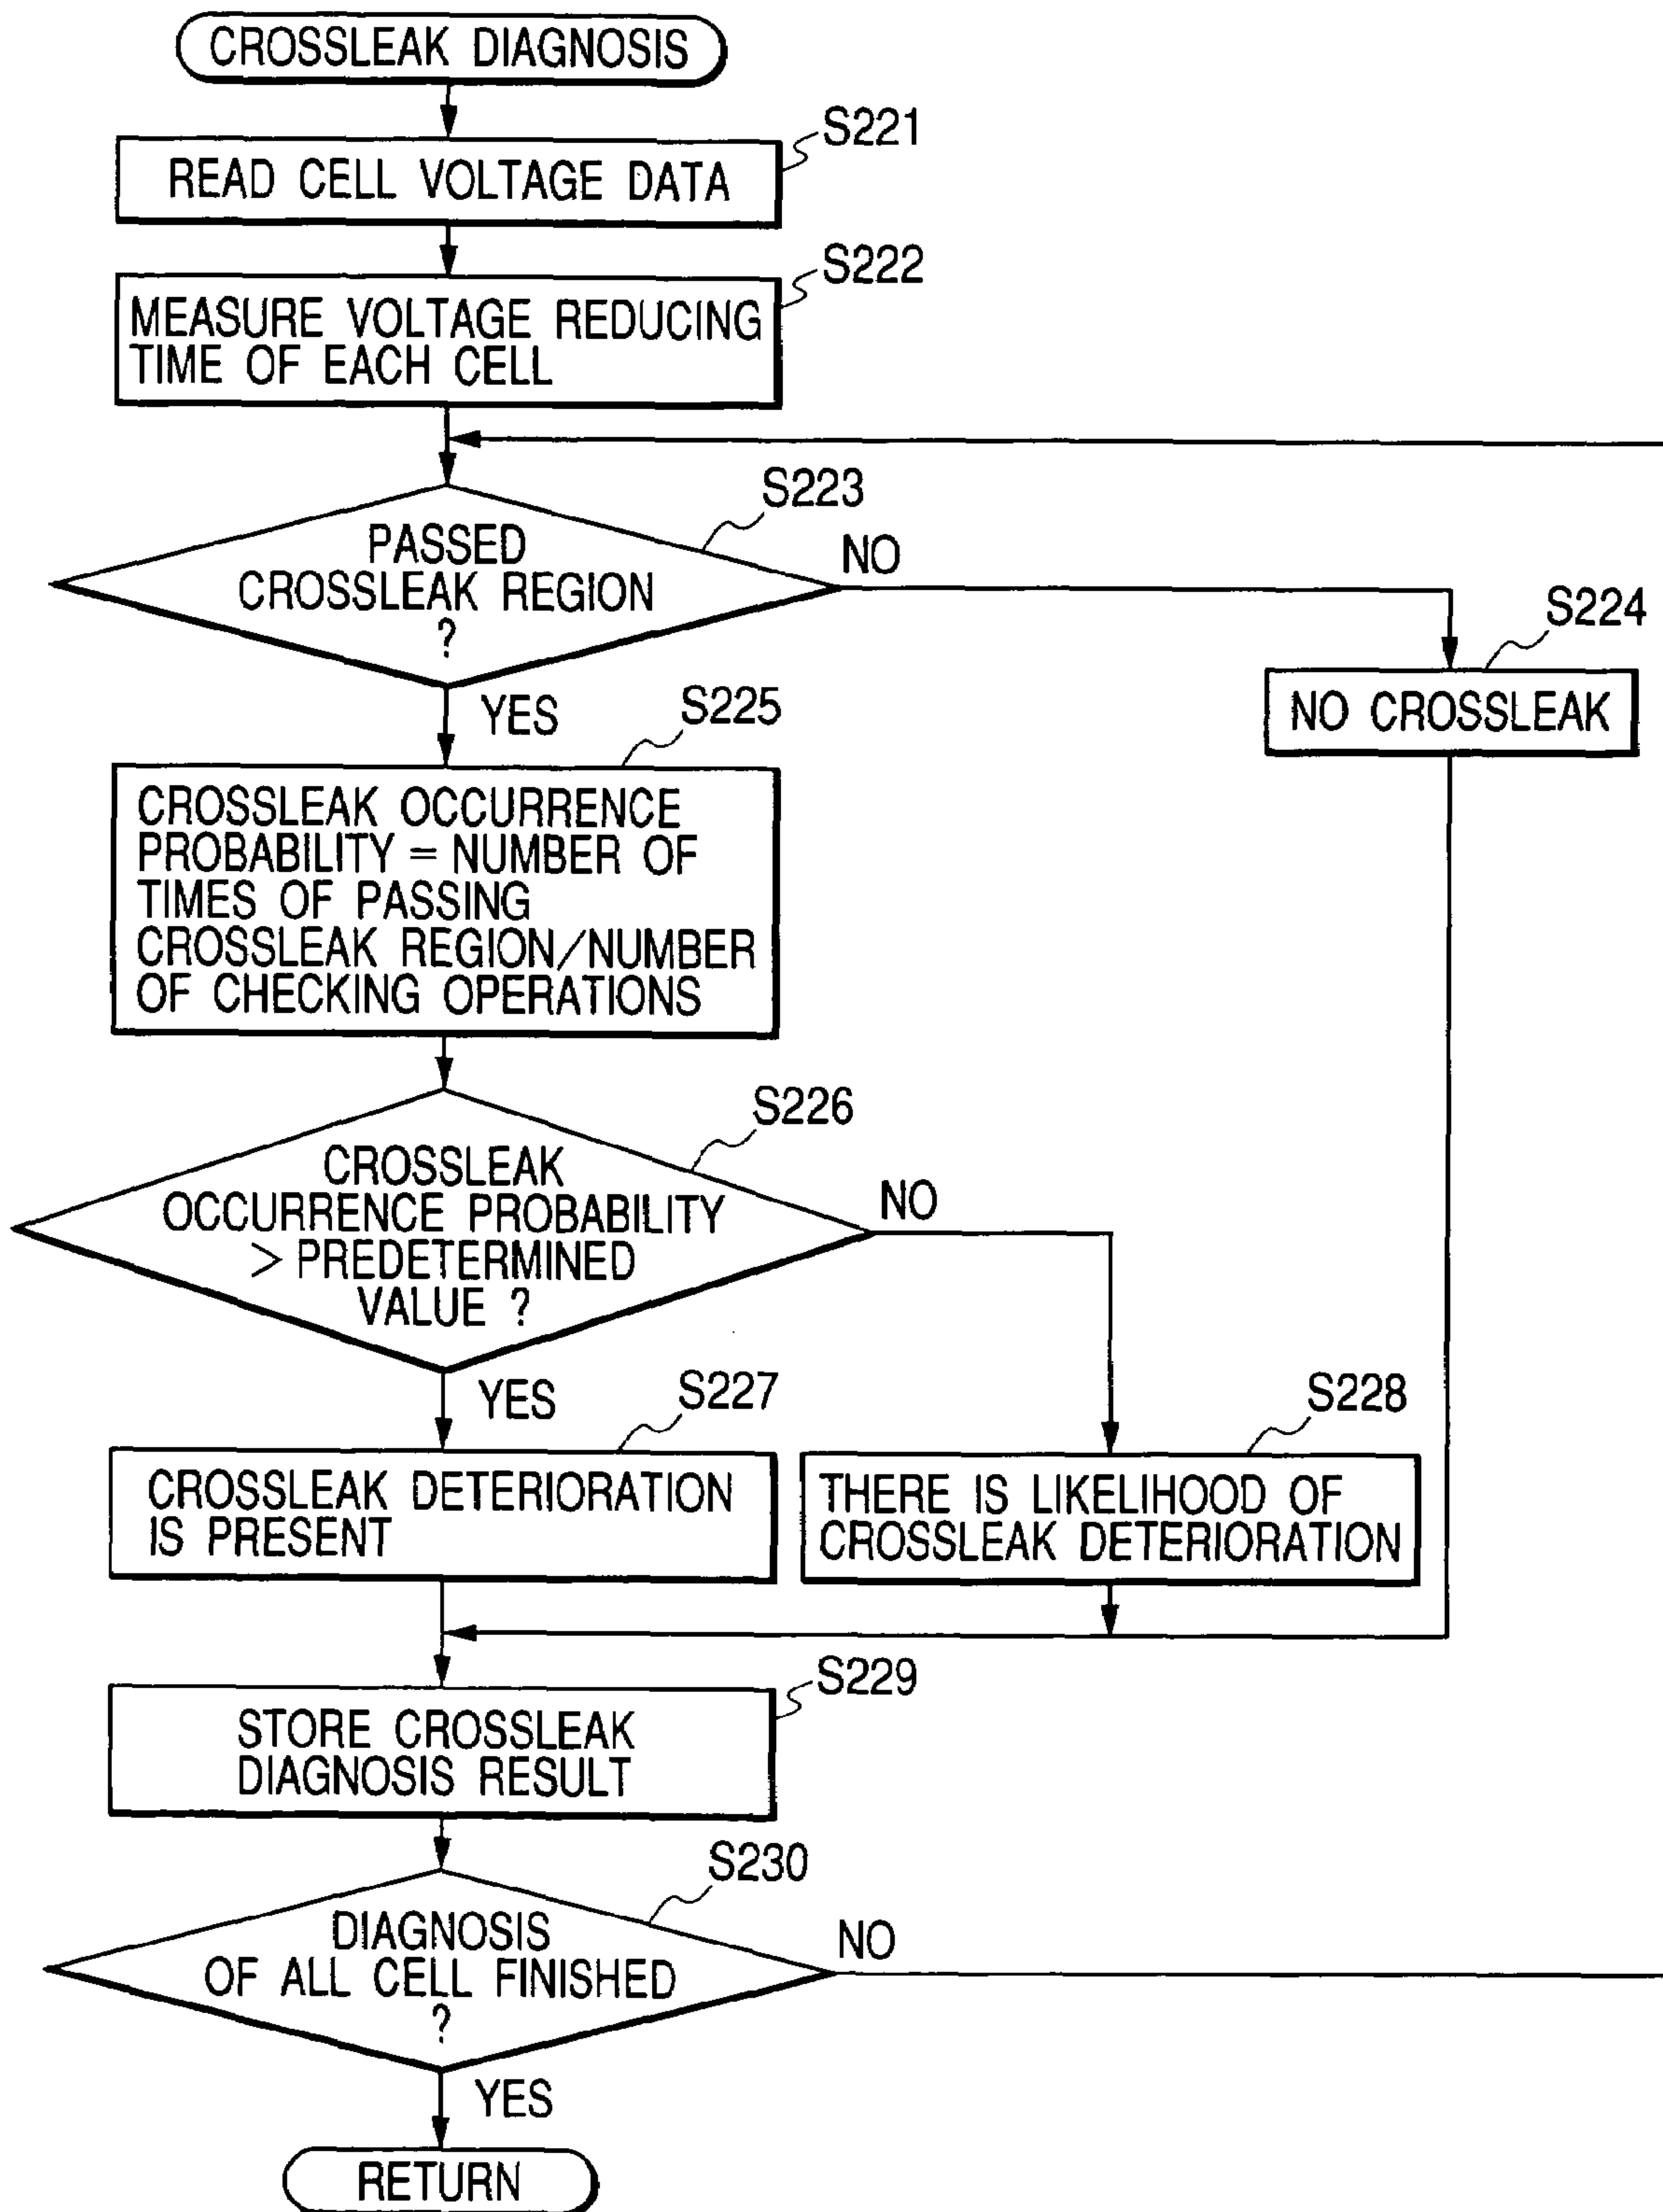 CROSSLEAK DIAGNOSIS
S221
READ CELL VOLTAGE DATA
S222
MEASURE VOLTAGE REDUCING
TIME OF EACH CELL
S223
PASSED
CROSSLEAK REGION
?
NO
S224
NO CROSSLEAK
YES
S225
CROSSLEAK OCCURRENCE
PROBABILITY = NUMBER OF
TIMES OF PASSING
CROSSLEAK REGION/NUMBER
OF CHECKING OPERATIONS
S226
CROSSLEAK
OCCURRENCE PROBABILITY
> PREDETERMINED
VALUE ?
NO
YES
S227
CROSSLEAK DETERIORATION
IS PRESENT
S228
THERE IS LIKELIHOOD OF
CROSSLEAK DETERIORATION
S229
STORE CROSSLEAK
DIAGNOSIS RESULT
S230
DIAGNOSIS
OF ALL CELL FINISHED
?
NO
YES
RETURN